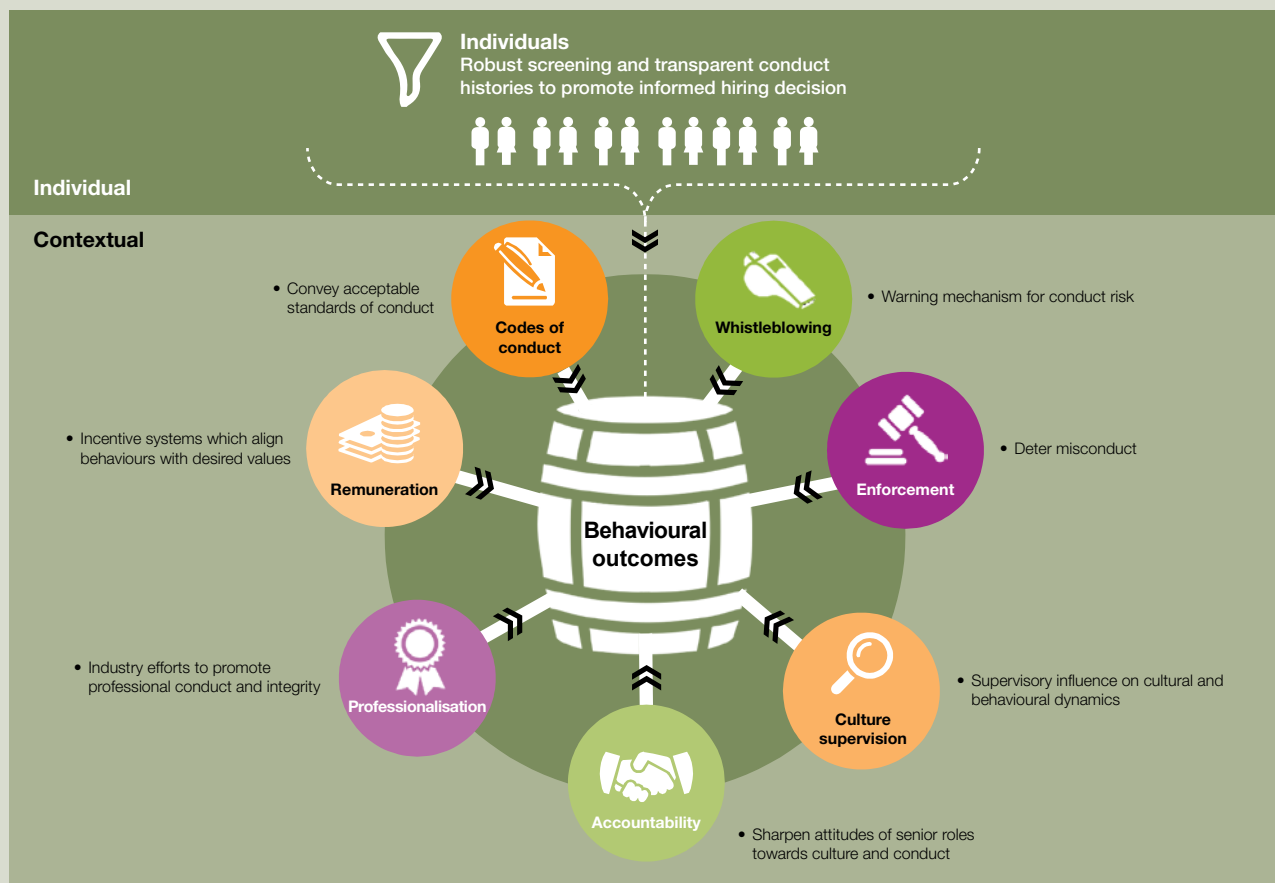 Individuals
Robust screening and transparent conduct
histories to promote informed hiring decision
Individual
Contextual
• Convey acceptable
standards of conduct
Codes of
conduct
Whistleblowing
• Warning mechanism for conduct risk
• Incentive systems which align
behaviours with desired values
Remuneration
Enforcement
• Deter misconduct
Behavioural
outcomes
• Industry efforts to promote
professional conduct and integrity
Professionalisation
Culture
supervision
• Supervisory influence on cultural and
behavioural dynamics
Accountability
• Sharpen attitudes of senior roles
towards culture and conduct